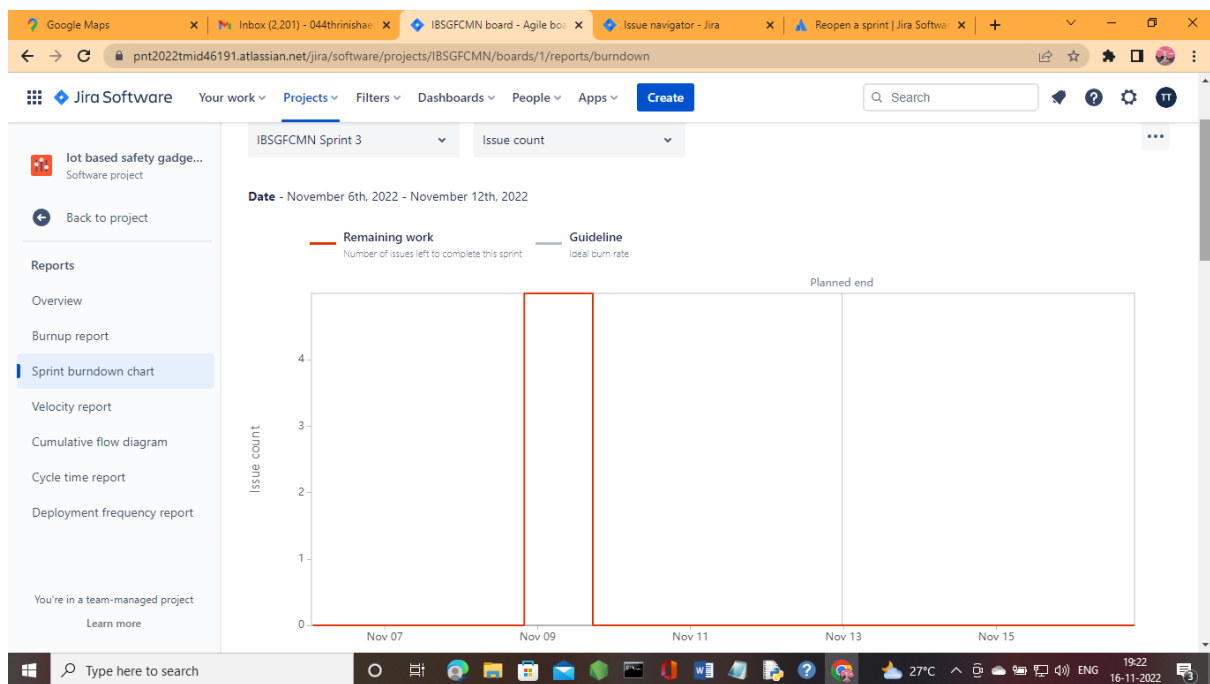 Google Maps
Inbox (2,201) - 044thrinishae
IBSGFCMN board - Agile boa
Issue navigator - Jira
Reopen a sprint | Jira Softwar
pnt2022tmid46191.atlassian.net/jira/software/projects/IBSGFCMN/boards/1/reports/burndown
Jira Software
Your work
Projects
Filters
Dashboards
People
Apps
Create
Search
TT
Iot based safety gadge...
Software project
Back to project
Reports
Overview
Burnup report
Sprint burndown chart
Velocity report
Cumulative flow diagram
Cycle time report
Deployment frequency report
You're in a team-managed project
Learn more
IBSGFCMN Sprint 3
Issue count
Date - November 6th, 2022 - November 12th, 2022
Remaining work
Number of issues left to complete this sprint
Guideline
Ideal burn rate
Planned end
Issue count
4
3
2
1
0
Nov 07
Nov 09
Nov 11
Nov 13
Nov 15
Type here to search
27°C
ENG
19:22
16-11-2022
3